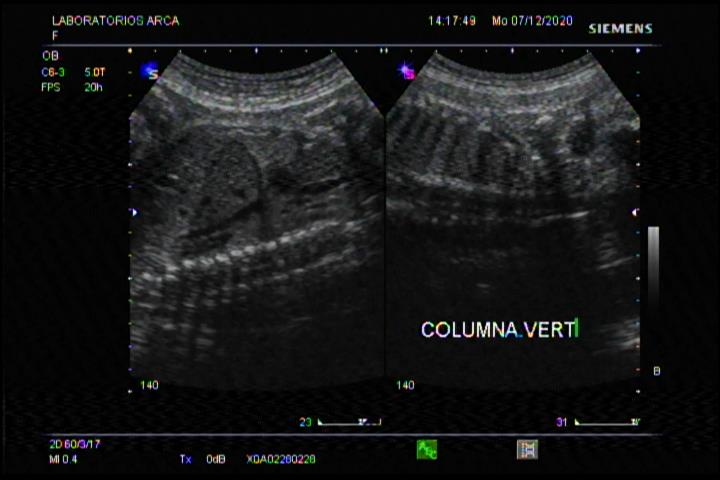 LABORATORIOS ARCA
F
14:17:49 Mo 07/12/2020
SIEMENS
OB
C6-3 5.0T
FPS 20h
S
S
COLUMNA.VERT
140
140
B
23
31
2D 60/3/17
MI 0.4
Tx 0dB X0A02280228
ABC